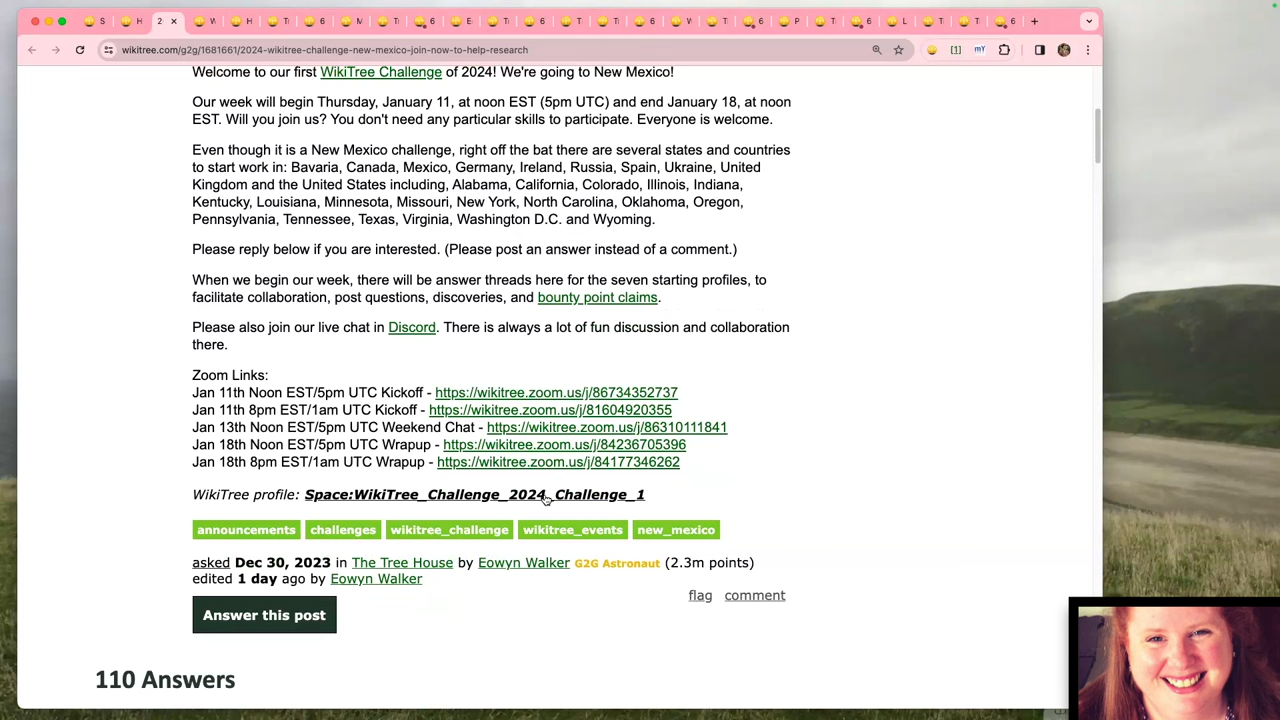 S
H
2
W
H
T
6
M
T
6
E
T
6
T
T
6
W
T
6
P
T
6
L
T
T
6
wikitree.com/g2g/1681661/2024-wikitree-challenge-new-mexico-join-now-to-help-research
[1]
mY
Welcome to our first WikiTree Challenge of 2024! We're going to New Mexico!
Our week will begin Thursday, January 11, at noon EST (5pm UTC) and end January 18, at noon
EST. Will you join us? You don't need any particular skills to participate. Everyone is welcome.
Even though it is a New Mexico challenge, right off the bat there are several states and countries
to start work in: Bavaria, Canada, Mexico, Germany, Ireland, Russia, Spain, Ukraine, United
Kingdom and the United States including, Alabama, California, Colorado, Illinois, Indiana,
Kentucky, Louisiana, Minnesota, Missouri, New York, North Carolina, Oklahoma, Oregon,
Pennsylvania, Tennessee, Texas, Virginia, Washington D.C. and Wyoming.
Please reply below if you are interested. (Please post an answer instead of a comment.)
When we begin our week, there will be answer threads here for the seven starting profiles, to
facilitate collaboration, post questions, discoveries, and bounty point claims.
Please also join our live chat in Discord. There is always a lot of fun discussion and collaboration
there.
Zoom Links:
Jan 11th Noon EST/5pm UTC Kickoff - https://wikitree.zoom.us/j/86734352737
Jan 11th 8pm EST/1am UTC Kickoff - https://wikitree.zoom.us/j/81604920355
Jan 13th Noon EST/5pm UTC Weekend Chat - https://wikitree.zoom.us/j/86310111841
Jan 18th Noon EST/5pm UTC Wrapup - https://wikitree.zoom.us/j/84236705396
Jan 18th 8pm EST/1am UTC Wrapup - https://wikitree.zoom.us/j/84177346262
WikiTree profile: Space:WikiTree_Challenge_2024_Challenge_1
announcements challenges wikitree_challenge wikitree_events new_mexico
asked Dec 30, 2023 in The Tree House by Eowyn Walker G2G Astronaut (2.3m points)
edited 1 day ago by Eowyn Walker
flag comment
Answer this post
110 Answers